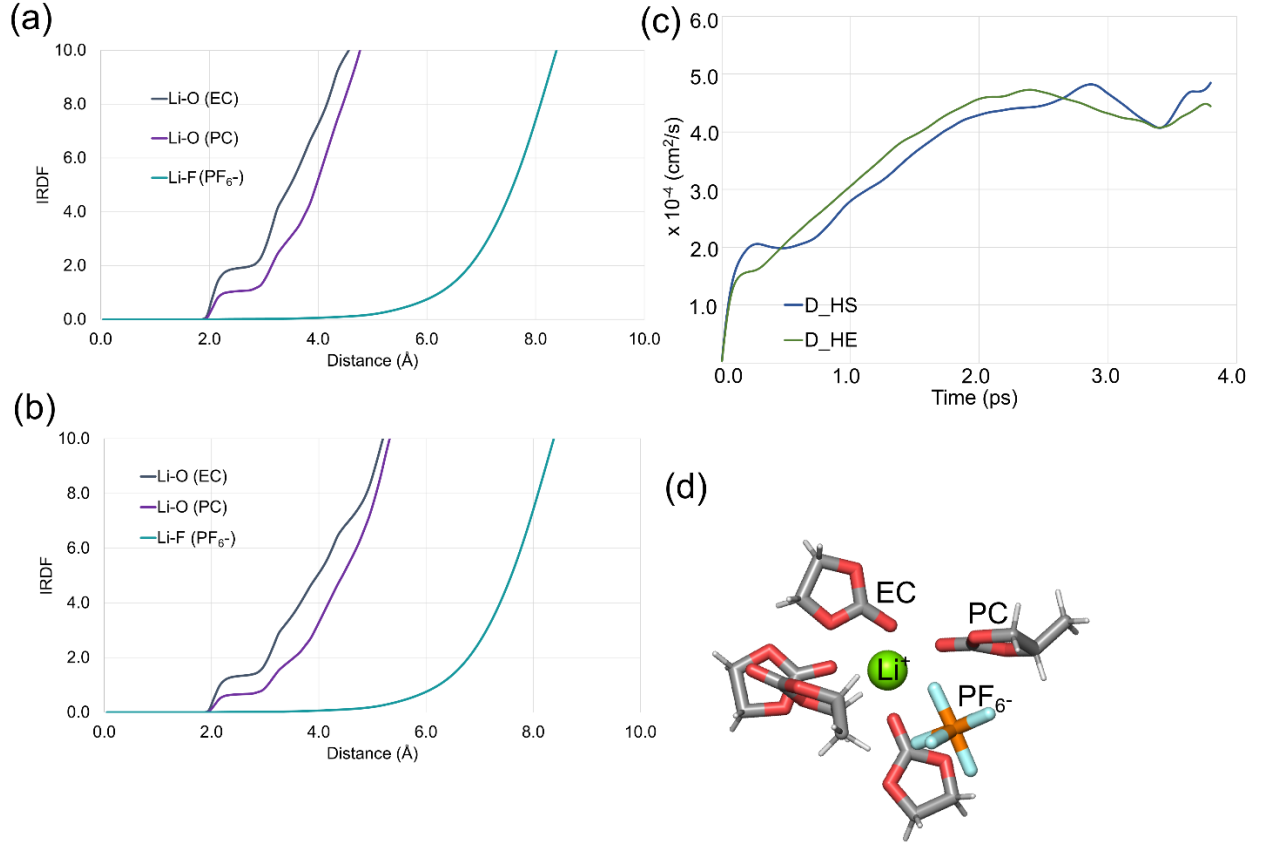 (a)
10.0
8.0
6.0
4.0
2.0
0.0
IRDF
Li-O (EC)
Li-O (PC)
Li-F (PF6-)
0.0 2.0 4.0 6.0 8.0 10.0
Distance (Å)
(b)
10.0
8.0
6.0
4.0
2.0
0.0
IRDF
Li-O (EC)
Li-O (PC)
Li-F (PF6-)
0.0 2.0 4.0 6.0 8.0 10.0
Distance (Å)
(c)
6.0
5.0
4.0
3.0
2.0
1.0
x 10-4 (cm2/s)
D_HS
D_HE
0.0 1.0 2.0 3.0 4.0
Time (ps)
(d)
EC
PC
Li+
PF6-